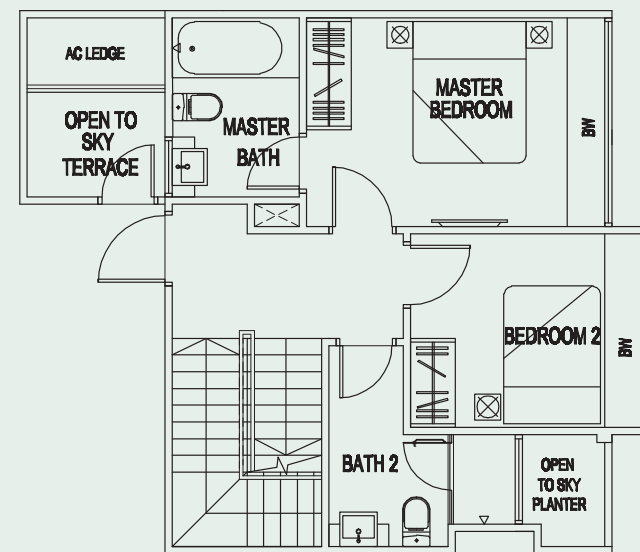 AC LEDGE
OPEN TO
SKY
TERRACE
MASTER
BATH
MASTER
BEDROOM
BW
BEDROOM 2
BW
BATH 2
OPEN
TO SKY
PLANTER